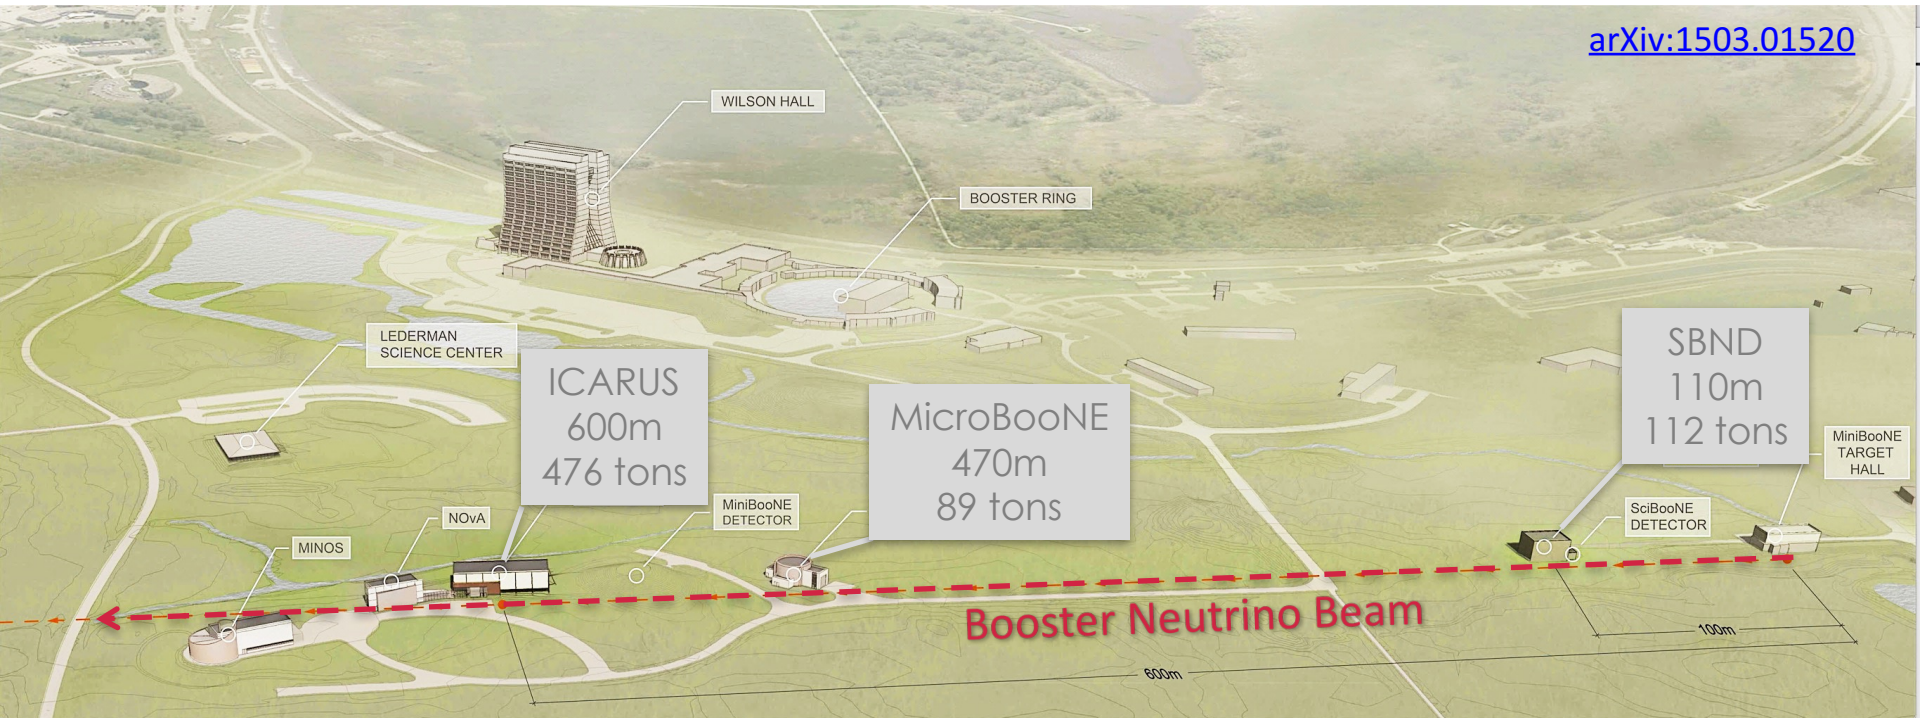 arXiv:1503.01520
WILSON HALL
BOOSTER RING
LEDERMAN
SCIENCE CENTER
ICARUS
600m
476 tons
MicroBooNE
470m
89 tons
SBND
110m
112 tons
MiniBooNE
TARGET
HALL
MiniBooNE
DETECTOR
SciBooNE
DETECTOR
NOvA
MINOS
Booster Neutrino Beam
100m
600m